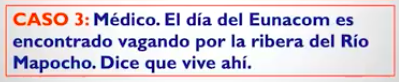 CASO 3: Médico. El día del Eunacom es
encontrado vagando por la ribera del Río
Mapocho. Dice que vive ahí.